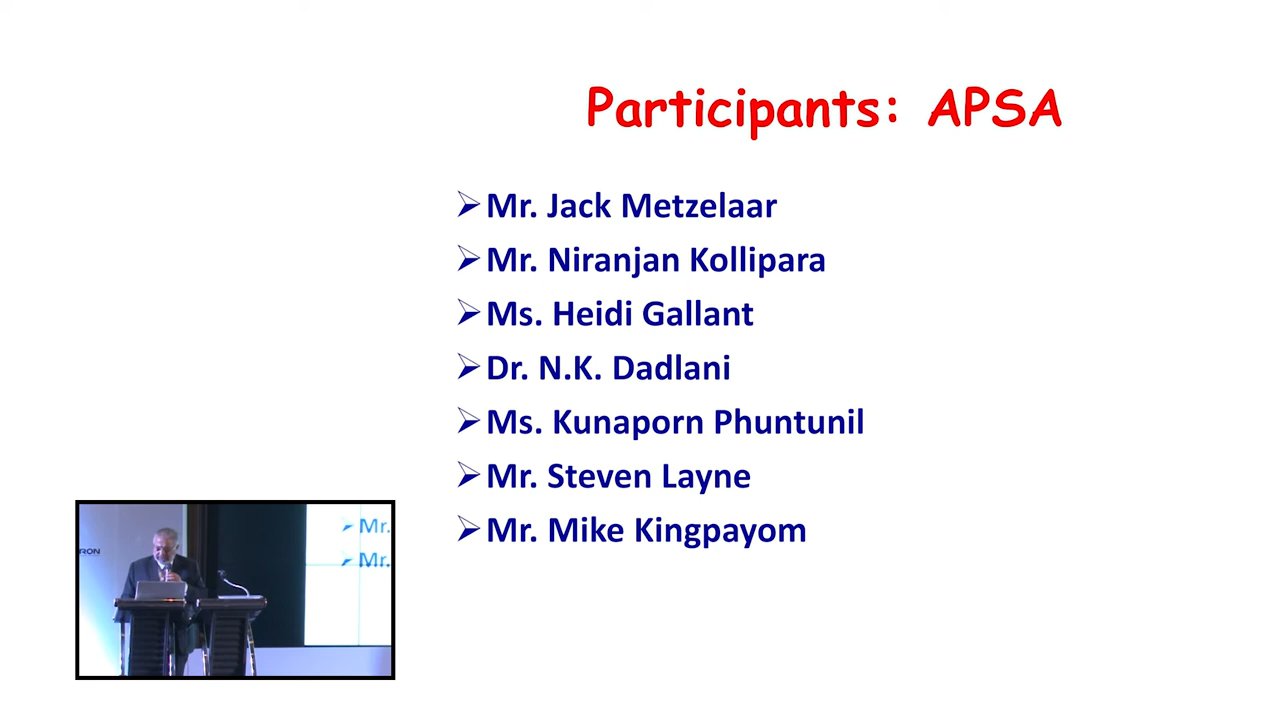 Participants: APSA
Mr. Jack Metzelaar
Mr. Niranjan Kollipara
Ms. Heidi Gallant
Dr. N.K. Dadlani
Ms. Kunaporn Phuntunil
Mr. Steven Layne
Mr. Mike Kingpayom
RON
Mr.
Mr.